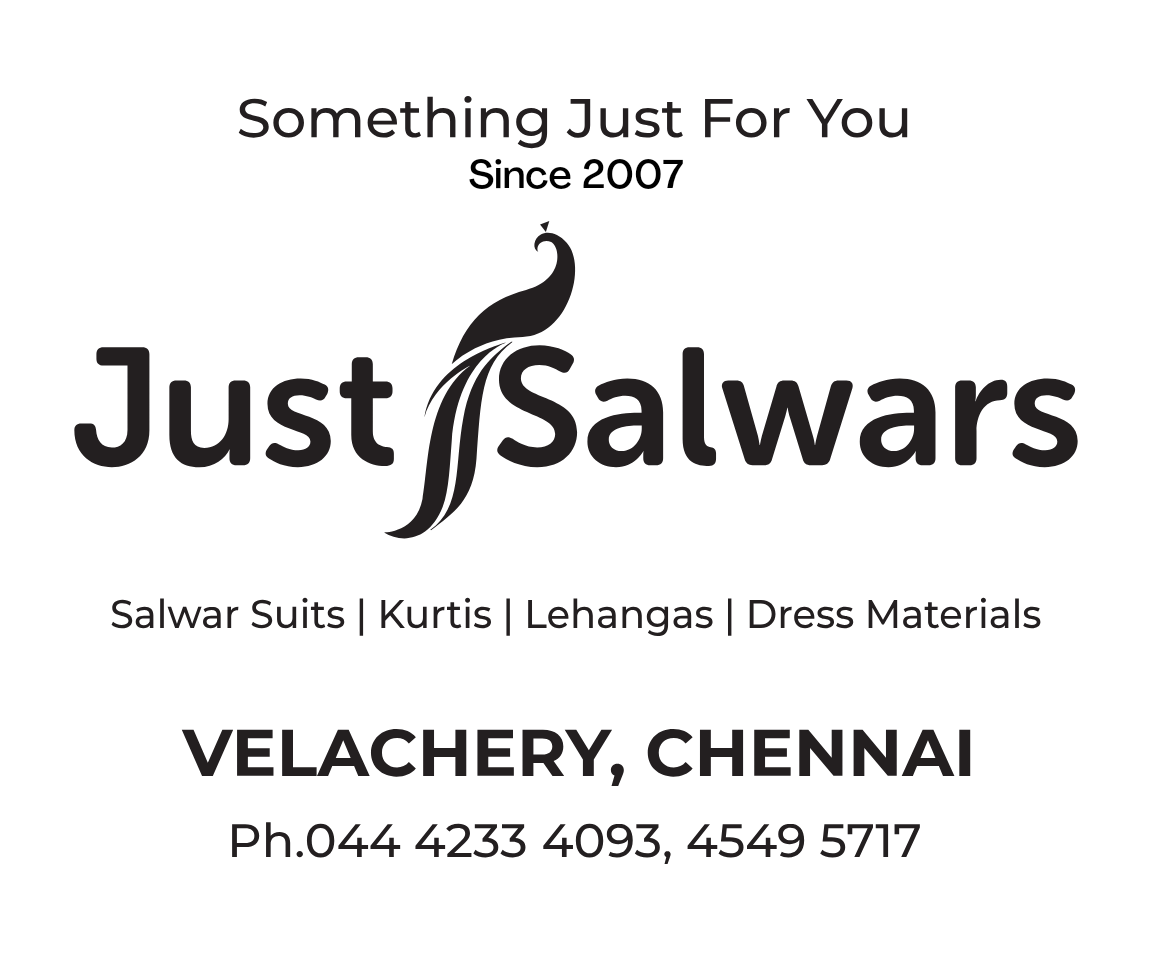 Something Just For You
Since 2007
Just Salwars
Salwar Suits | Kurtis | Lehangas | Dress Materials
VELACHERY, CHENNAI
Ph.044 4233 4093, 4549 5717